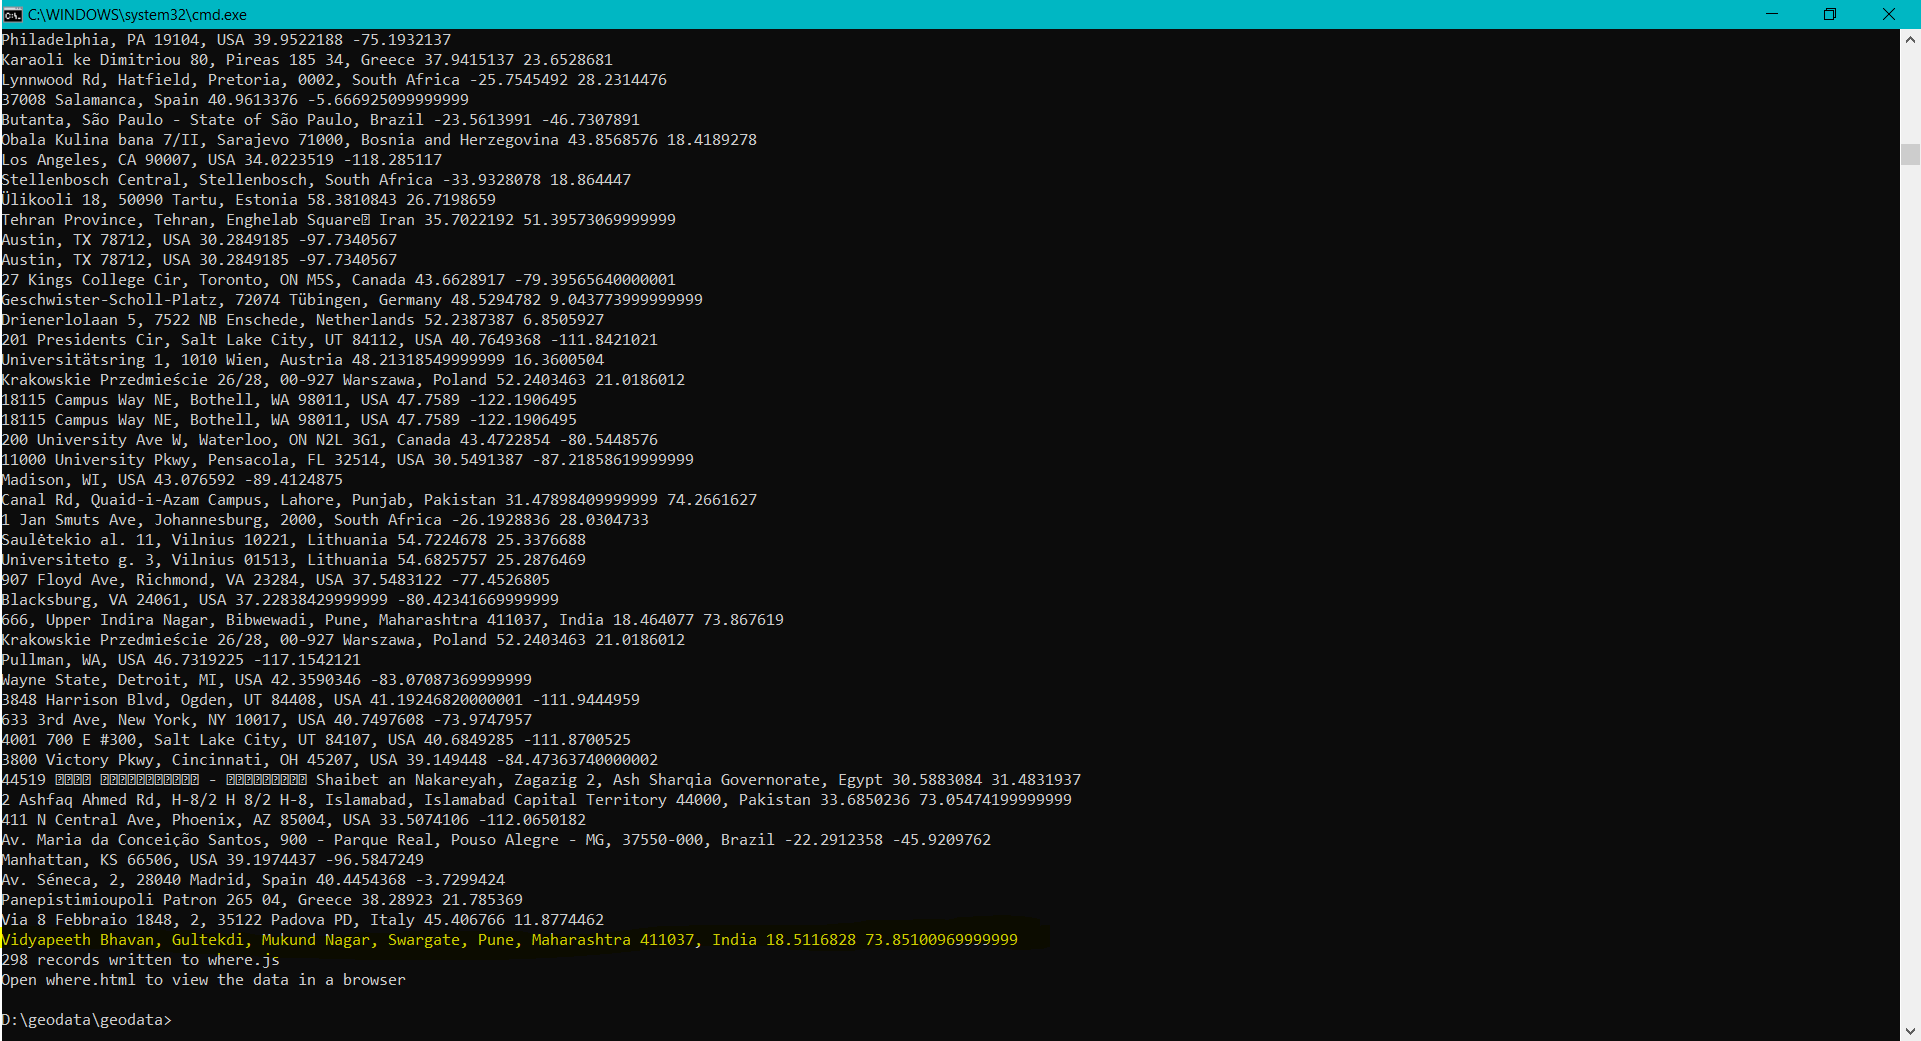 C:\WINDOWS\system32\cmd.exe
Philadelphia, PA 19104, USA 39.9522188 -75.1932137
Karaoli ke Dimitriou 80, Pireas 185 34, Greece 37.9415137 23.6528681
Lynnwood Rd, Hatfield, Pretoria, 0002, South Africa -25.7545492 28.2314476
37008 Salamanca, Spain 40.9613376 -5.666925099999999
Butanta, São Paulo - State of São Paulo, Brazil -23.5613991 -46.7307891
Obala Kulina bana 7/II, Sarajevo 71000, Bosnia and Herzegovina 43.8568576 18.4189278
Los Angeles, CA 90007, USA 34.0223519 -118.285117
Stellenbosch Central, Stellenbosch, South Africa -33.9328078 18.864447
Ülikooli 18, 50090 Tartu, Estonia 58.3810843 26.7198659
Tehran Province, Tehran, Enghelab Square Iran 35.7022192 51.39573069999999
Austin, TX 78712, USA 30.2849185 -97.7340567
Austin, TX 78712, USA 30.2849185 -97.7340567
27 Kings College Cir, Toronto, ON M5S, Canada 43.6628917 -79.39565640000001
Geschwister-Scholl-Platz, 72074 Tübingen, Germany 48.5294782 9.043773999999999
Drienerlolaan 5, 7522 NB Enschede, Netherlands 52.2387387 6.8505927
201 Presidents Cir, Salt Lake City, UT 84112, USA 40.7649368 -111.8421021
Universitätsring 1, 1010 Wien, Austria 48.21318549999999 16.3600504
Krakowskie Przedmieście 26/28, 00-927 Warszawa, Poland 52.2403463 21.0186012
18115 Campus Way NE, Bothell, WA 98011, USA 47.7589 -122.1906495
18115 Campus Way NE, Bothell, WA 98011, USA 47.7589 -122.1906495
200 University Ave W, Waterloo, ON N2L 3G1, Canada 43.4722854 -80.5448576
11000 University Pkwy, Pensacola, FL 32514, USA 30.5491387 -87.21858619999999
Madison, WI, USA 43.076592 -89.4124875
Canal Rd, Quaid-i-Azam Campus, Lahore, Punjab, Pakistan 31.47898409999999 74.2661627
1 Jan Smuts Ave, Johannesburg, 2000, South Africa -26.1928836 28.0304733
Saulėtekio al. 11, Vilnius 10221, Lithuania 54.7224678 25.3376688
Universiteto g. 3, Vilnius 01513, Lithuania 54.6825757 25.2876469
907 Floyd Ave, Richmond, VA 23284, USA 37.5483122 -77.4526805
Blacksburg, VA 24061, USA 37.22838429999999 -80.42341669999999
666, Upper Indira Nagar, Bibwewadi, Pune, Maharashtra 411037, India 18.464077 73.867619
Krakowskie Przedmieście 26/28, 00-927 Warszawa, Poland 52.2403463 21.0186012
Pullman, WA, USA 46.7319225 -117.1542121
Wayne State, Detroit, MI, USA 42.3590346 -83.07087369999999
3848 Harrison Blvd, Ogden, UT 84408, USA 41.19246820000001 -111.9444959
633 3rd Ave, New York, NY 10017, USA 40.7497608 -73.9747957
4001 700 E #300, Salt Lake City, UT 84107, USA 40.6849285 -111.8700525
3800 Victory Pkwy, Cincinnati, OH 45207, USA 39.149448 -84.47363740000002
44519 - Shaibet an Nakareyah, Zagazig 2, Ash Sharqia Governorate, Egypt 30.5883084 31.4831937
2 Ashfaq Ahmed Rd, H-8/2 H 8/2 H-8, Islamabad, Islamabad Capital Territory 44000, Pakistan 33.6850236 73.05474199999999
411 N Central Ave, Phoenix, AZ 85004, USA 33.5074106 -112.0650182
Av. Maria da Conceição Santos, 900 - Parque Real, Pouso Alegre - MG, 37550-000, Brazil -22.2912358 -45.9209762
Manhattan, KS 66506, USA 39.1974437 -96.5847249
Av. Séneca, 2, 28040 Madrid, Spain 40.4454368 -3.7299424
Panepistimioupoli Patron 265 04, Greece 38.28923 21.785369
Via 8 Febbraio 1848, 2, 35122 Padova PD, Italy 45.406766 11.8774462
Vidyapeeth Bhavan, Gultekdi, Mukund Nagar, Swargate, Pune, Maharashtra 411037, India 18.5116828 73.85100969999999
298 records written to where.js
Open where.html to view the data in a browser
D:\geodata\geodata>